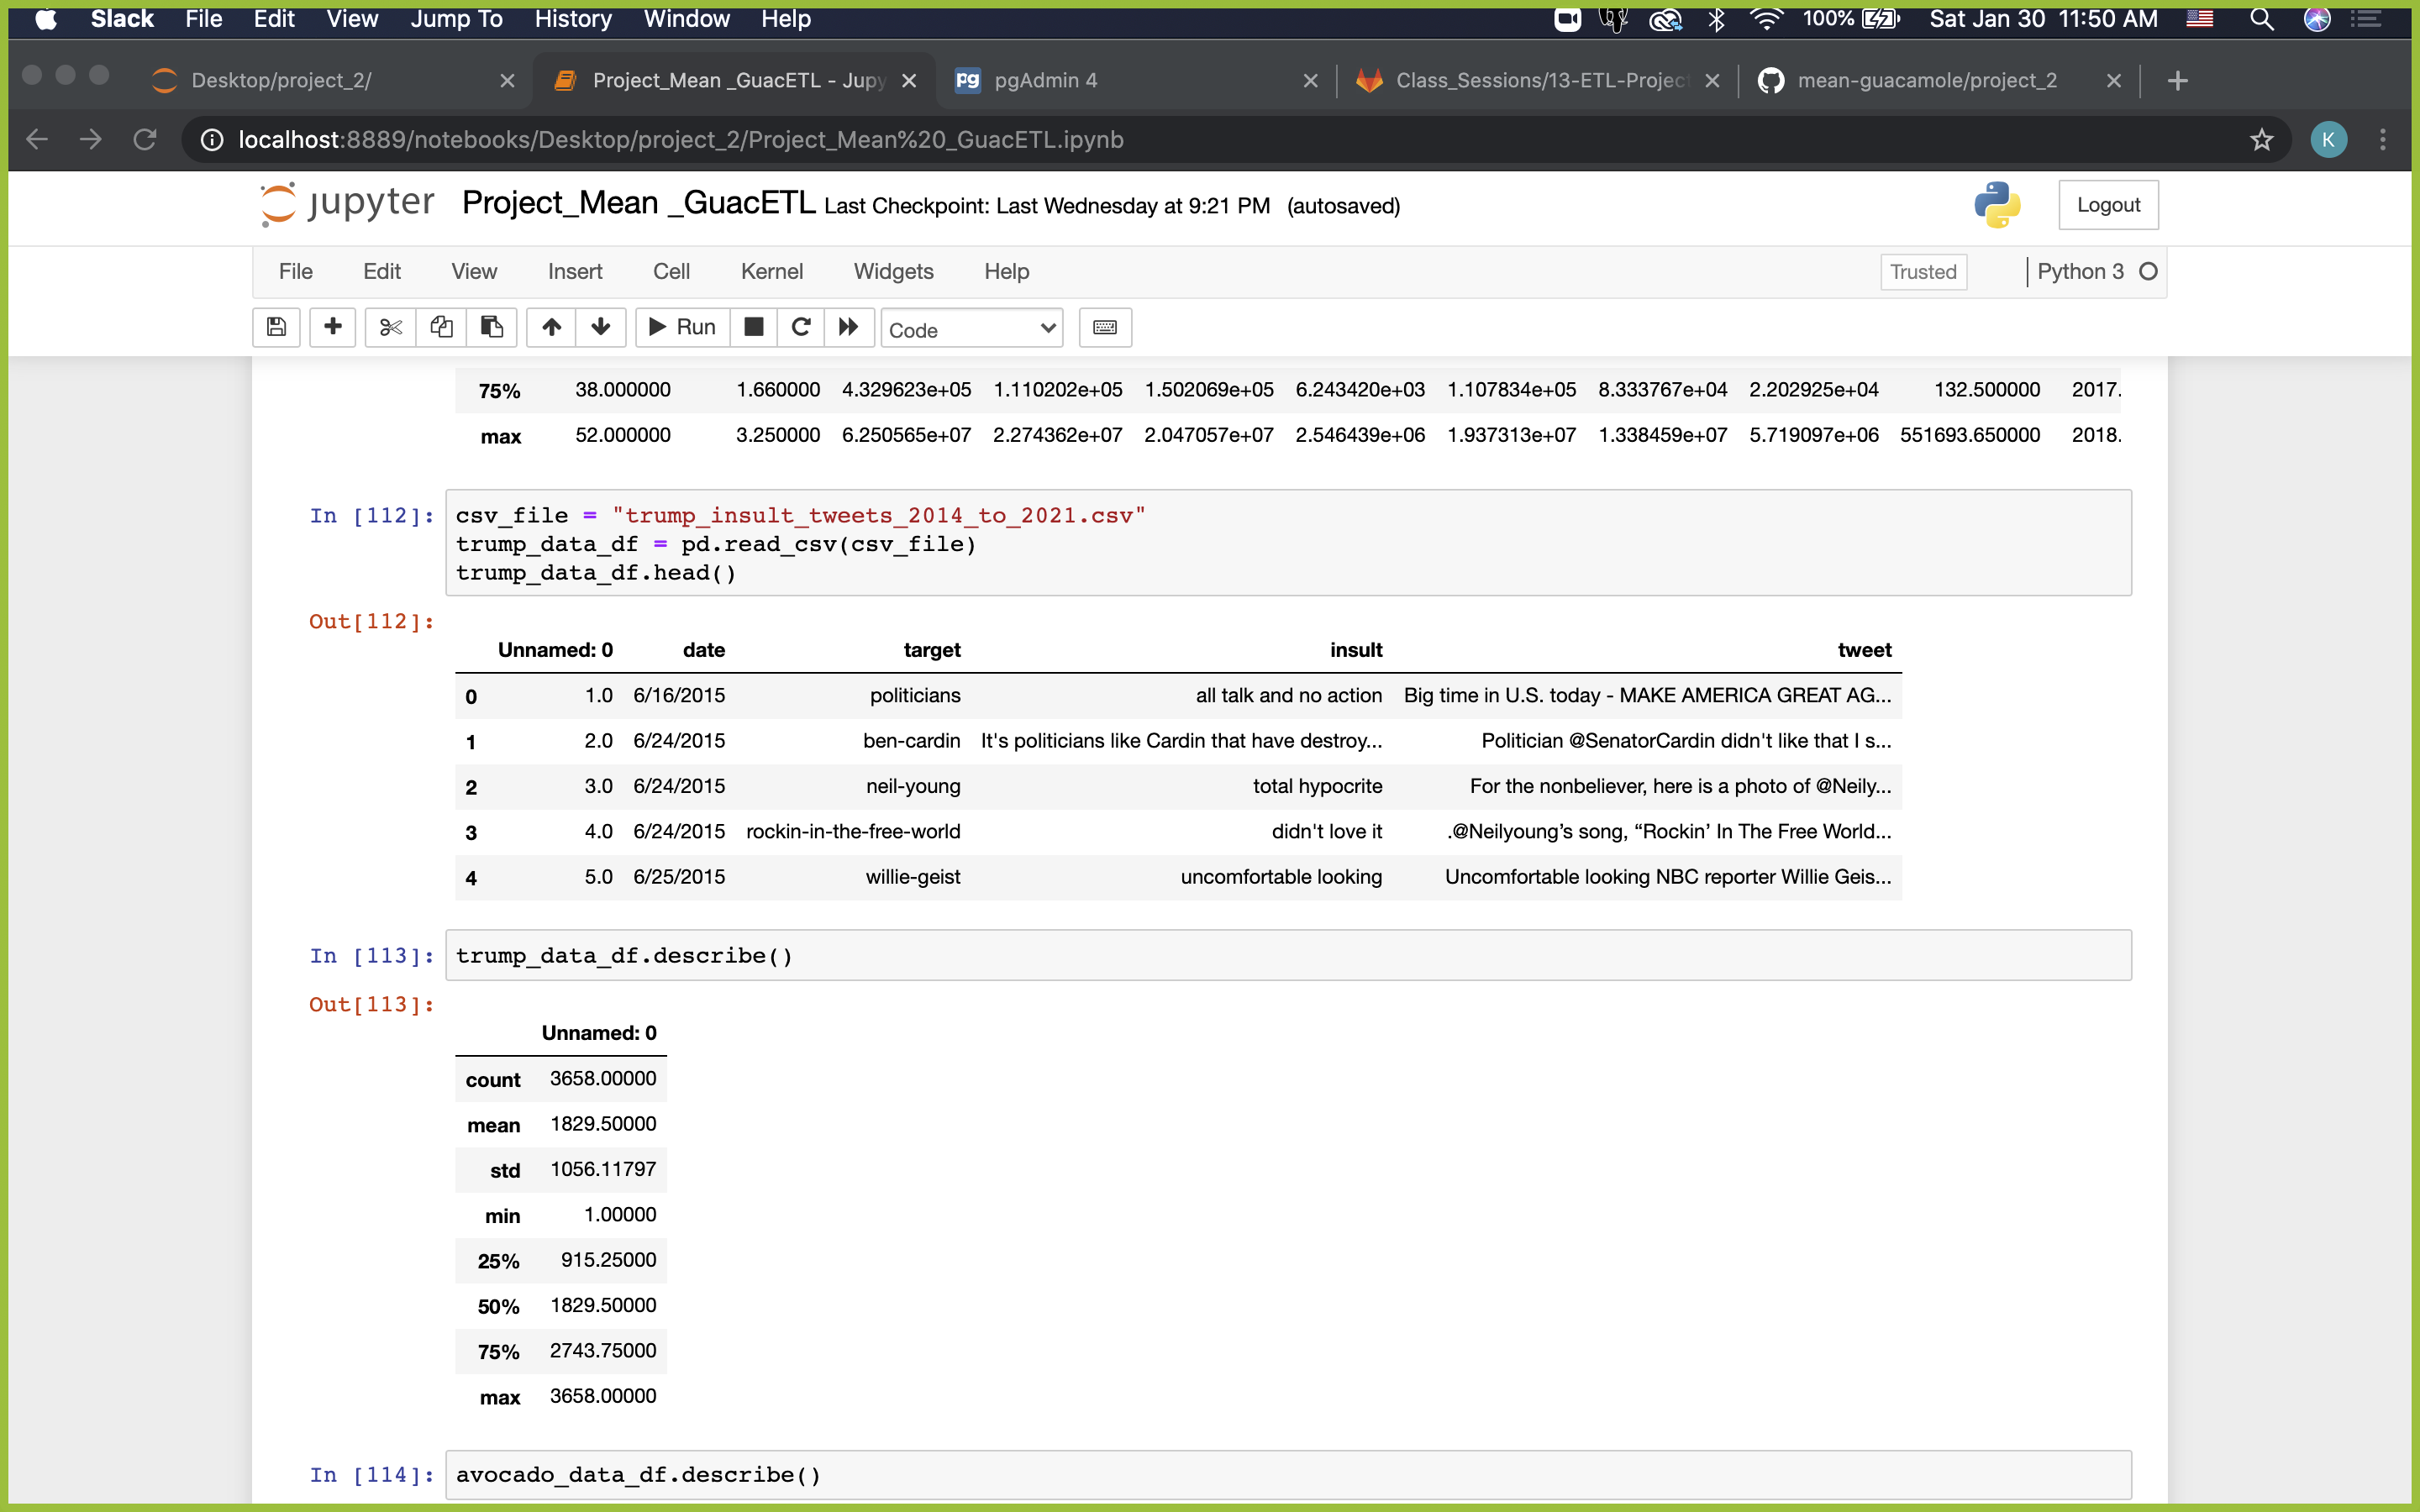 Slack File Edit View Jump To History Window Help 100% Sat Jan 30 11:50 AM
Desktop/project_2/ Project_Mean _GuacETL - Jupy pgAdmin 4 Class_Sessions/13-ETL-Project mean-guacamole/project_2
localhost:8889/notebooks/Desktop/project_2/Project_Mean%20_GuacETL.ipynb K
jupyter Project_Mean _GuacETL Last Checkpoint: Last Wednesday at 9:21 PM (autosaved) Logout
File Edit View Insert Cell Kernel Widgets Help Trusted Python 3
Run Code
75% 38.000000 1.660000 4.329623e+05 1.110202e+05 1.502069e+05 6.243420e+03 1.107834e+05 8.333767e+04 2.202925e+04 132.500000 2017.
max 52.000000 3.250000 6.250565e+07 2.274362e+07 2.047057e+07 2.546439e+06 1.937313e+07 1.338459e+07 5.719097e+06 551693.650000 2018.
In [112]: csv_file = "trump_insult_tweets_2014_to_2021.csv"
trump_data_df = pd.read_csv(csv_file)
trump_data_df.head()
Out[112]:
Unnamed: 0 date target insult tweet
0 1.0 6/16/2015 politicians all talk and no action Big time in U.S. today - MAKE AMERICA GREAT AG...
1 2.0 6/24/2015 ben-cardin It's politicians like Cardin that have destroy... Politician @SenatorCardin didn't like that I s...
2 3.0 6/24/2015 neil-young total hypocrite For the nonbeliever, here is a photo of @Neily...
3 4.0 6/24/2015 rockin-in-the-free-world didn't love it .@Neilyoung’s song, “Rockin’ In The Free World...
4 5.0 6/25/2015 willie-geist uncomfortable looking Uncomfortable looking NBC reporter Willie Geis...
In [113]: trump_data_df.describe()
Out[113]:
Unnamed: 0
count 3658.00000
mean 1829.50000
std 1056.11797
min 1.00000
25% 915.25000
50% 1829.50000
75% 2743.75000
max 3658.00000
In [114]: avocado_data_df.describe()